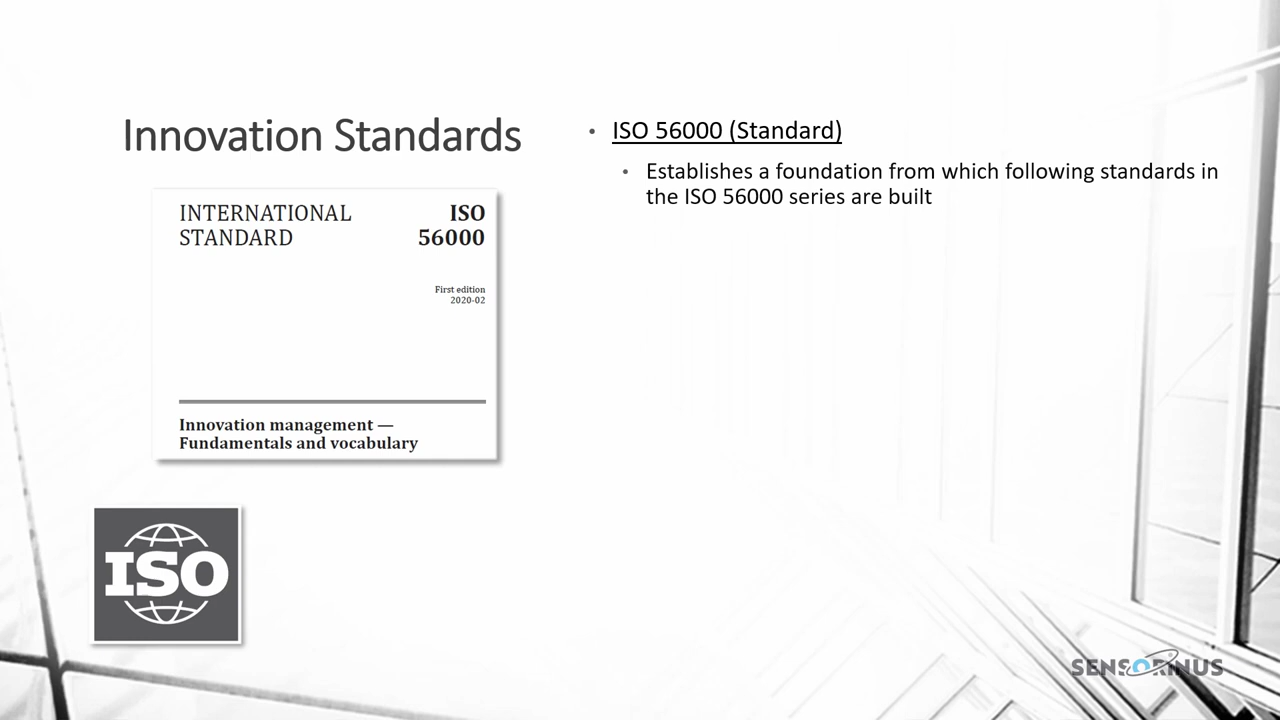 Innovation Standards
INTERNATIONAL
STANDARD
ISO
56000
First edition
2020-02
Innovation management —
Fundamentals and vocabulary
ISO
• ISO 56000 (Standard)
• Establishes a foundation from which following standards in
the ISO 56000 series are built
SENSORINUS